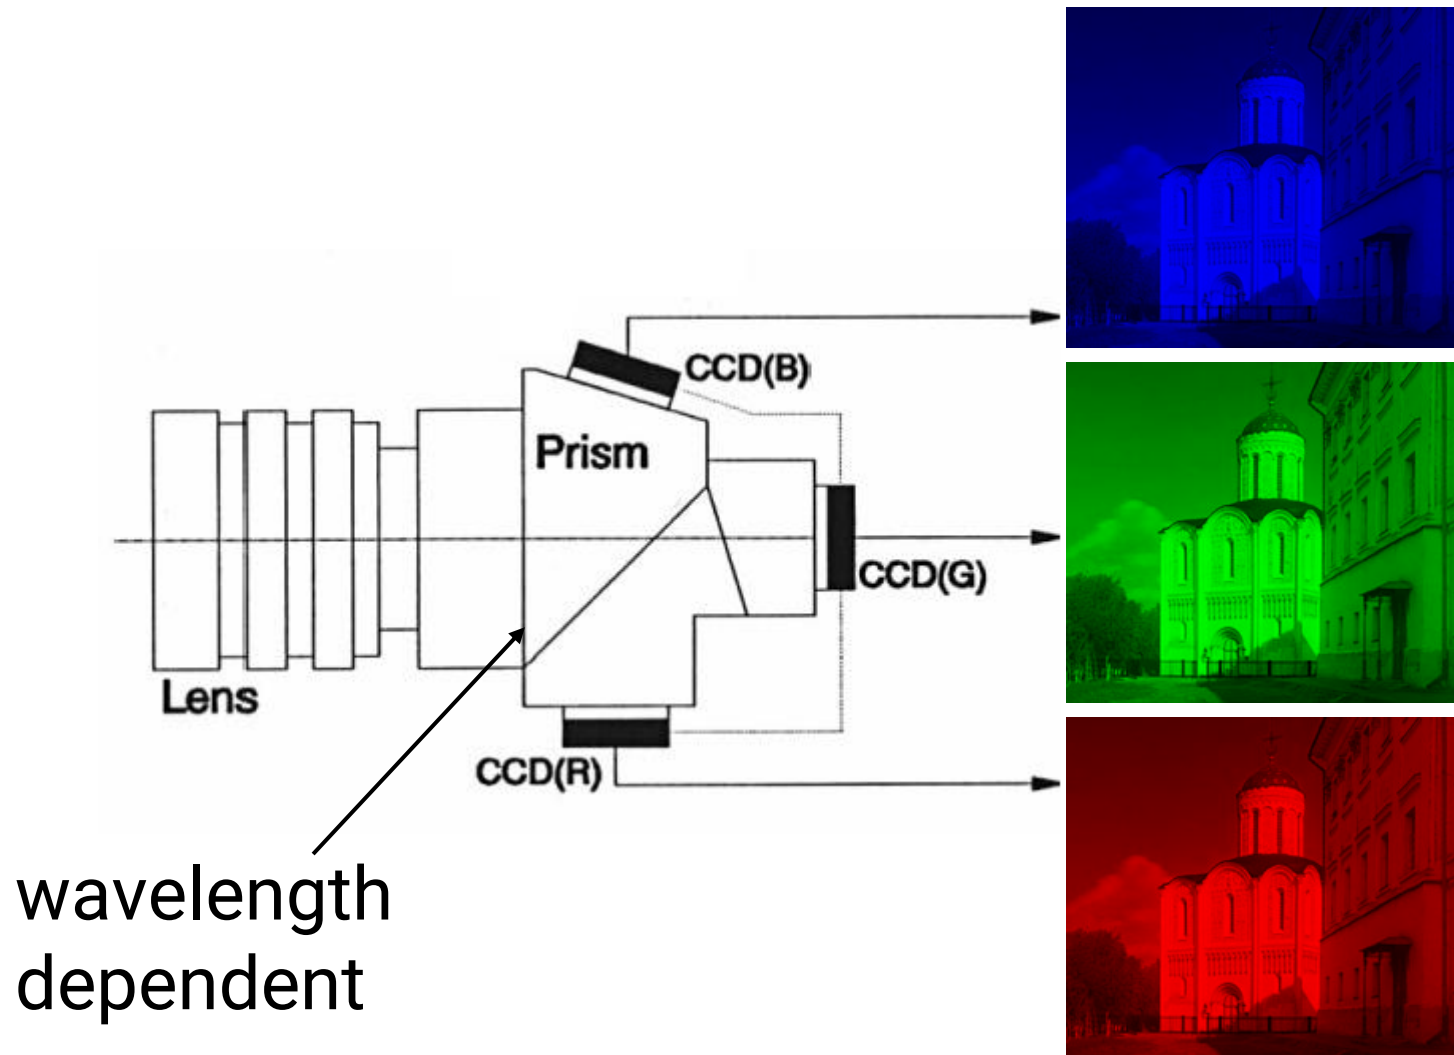 CCD(B)
Prism
CCD(G)
Lens
CCD(R)
wavelength
dependent